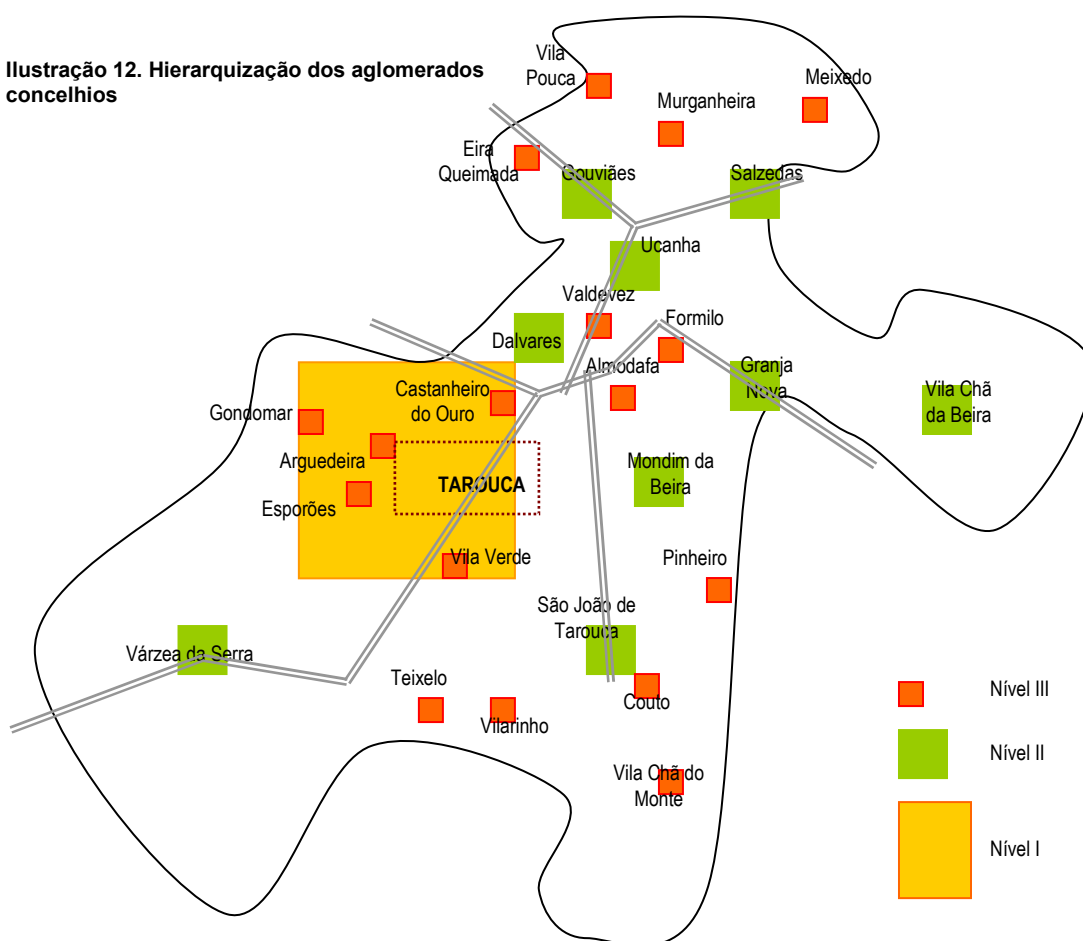 Ilustração 12. Hierarquização dos aglomerados
concelhios
Vila
Pouca
Meixedo
Murganheira
Eira
Queimada
Gouviães
Salzedas
Ucanha
Valdevez
Formilo
Dalvares
Almodafa
Granja
Nova
Vila Chã
da Beira
Castanheiro
do Ouro
Gondomar
Arguedeira
Mondim da
Beira
TAROUCA
Esporões
Vila Verde
Pinheiro
São João de
Tarouca
Várzea da Serra
Teixelo
Vilarinho
Couto
Vila Chã do
Monte
Nível III
Nível II
Nível I